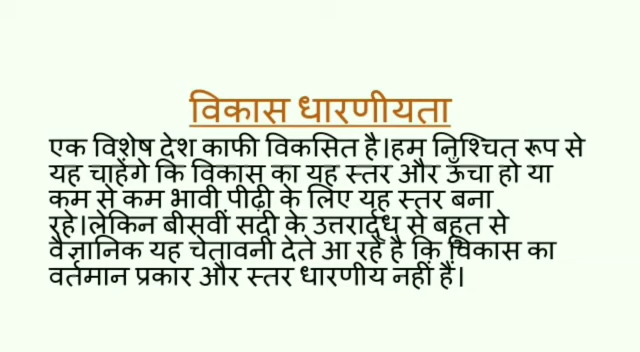 विकास धारणीयता
एक विशेष देश काफी विकसित है।हम निश्चित रूप से
यह चाहेंगे कि विकास का यह स्तर और ऊँचा हो या
कम से कम भावी पीढ़ी के लिए यह स्तर बना
रहे।लेकिन बीसवीं सदी के उत्तरार्द्ध से बहुत से
वैज्ञानिक यह चेतावनी देते आ रहे है कि विकास का
वर्तमान प्रकार और स्तर धारणीय नहीं हैं।